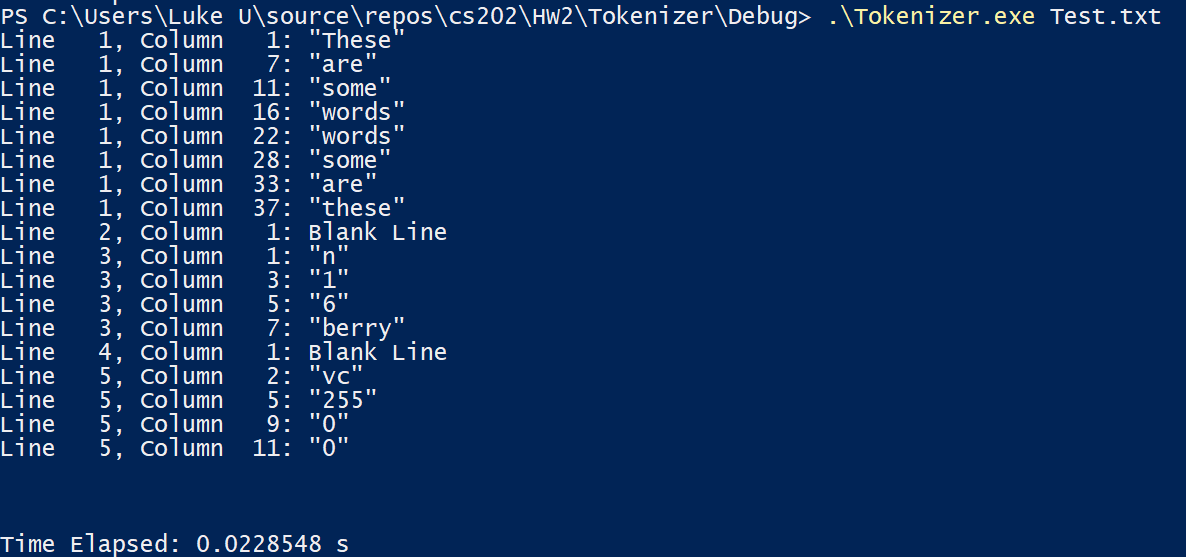 PS C:\Users\Luke U\source\repos\cs202\HW2\Tokenizer\Debug> .\Tokenizer.exe Test.txt
Line   1, Column   1: "These"
Line   1, Column   7: "are"
Line   1, Column  11: "some"
Line   1, Column  16: "words"
Line   1, Column  22: "words"
Line   1, Column  28: "some"
Line   1, Column  33: "are"
Line   1, Column  37: "these"
Line   2, Column   1: Blank Line
Line   3, Column   1: "n"
Line   3, Column   3: "1"
Line   3, Column   5: "6"
Line   3, Column   7: "berry"
Line   4, Column   1: Blank Line
Line   5, Column   2: "vc"
Line   5, Column   5: "255"
Line   5, Column   9: "0"
Line   5, Column  11: "0"
Time Elapsed: 0.0228548 s